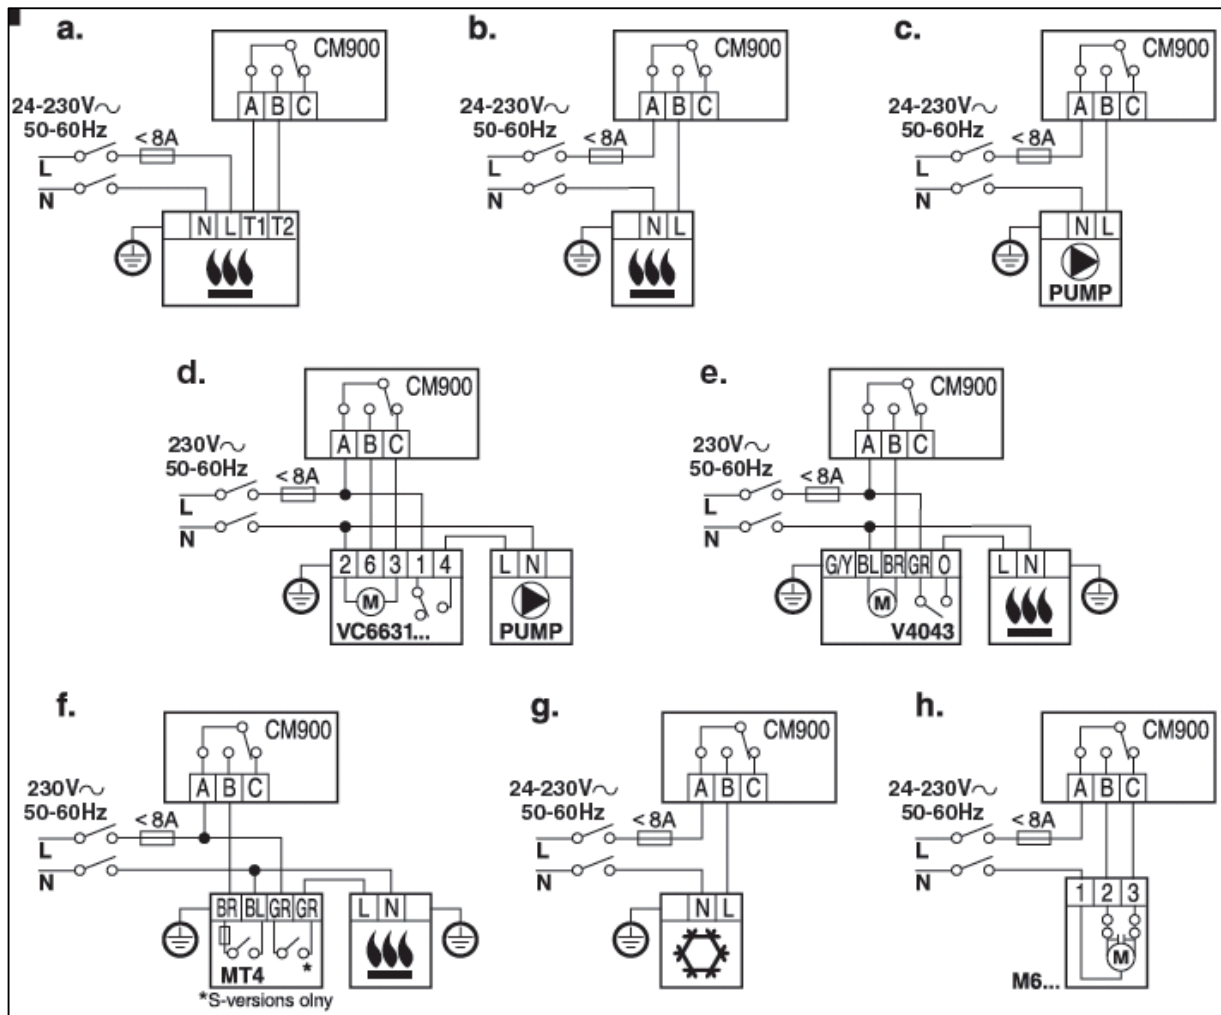 a.
CM900
A B C
24-230V~
50-60Hz
<8A
L
N
N L T1 T2
b.
CM900
A B C
24-230V~
50-60Hz
<8A
L
N
N L
c.
CM900
A B C
24-230V~
50-60Hz
<8A
L
N
N L
PUMP
d.
CM900
A B C
230V~
50-60Hz
<8A
L
N
2 6 3 1 4
M
VC6631...
L N
PUMP
e.
CM900
A B C
230V~
50-60Hz
<8A
L
N
G/Y BL BR GR O
M
V4043
L N
f.
CM900
A B C
230V~
50-60Hz
<8A
L
N
BR BL GR GR
*
MT4
*S-versions olny
L N
g.
CM900
A B C
24-230V~
50-60Hz
<8A
L
N
N L
h.
CM900
A B C
24-230V~
50-60Hz
<8A
L
N
1 2 3
M
M6...